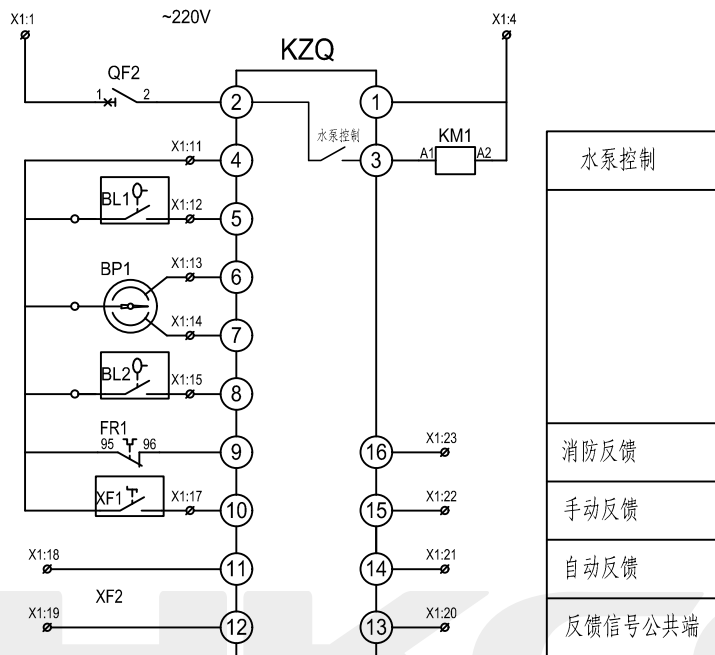 X1:1 ~220V X1:4
KZQ
QF2
1 2 2 1
水泵控制 KM1
X1:11 4 3 A1 A2 水泵控制
BL1 X1:12 5
BP1 X1:13 6
X1:14 7
BL2 X1:15 8
FR1
95 96 9 16 X1:23 消防反馈
XF1 X1:17 10 15 X1:22 手动反馈
X1:18 11 14 X1:21 自动反馈
XF2
X1:19 12 13 X1:20 反馈信号公共端